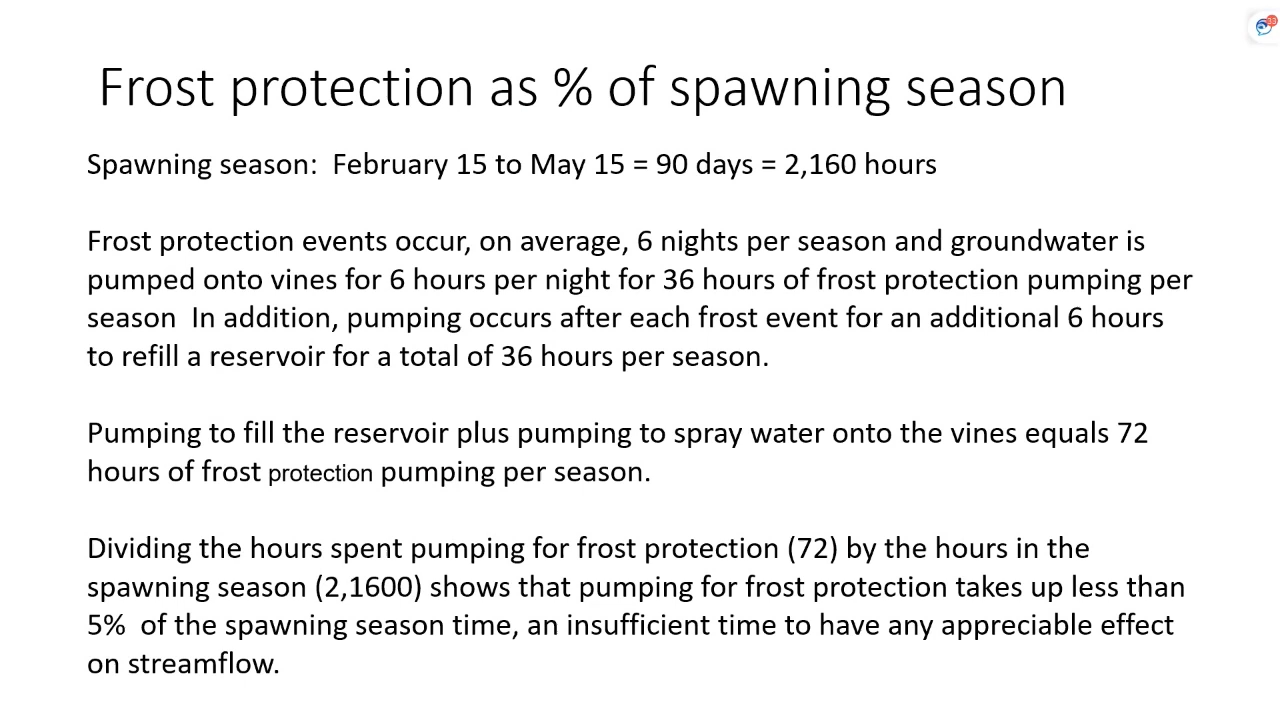 Frost protection as % of spawning season
Spawning season:  February 15 to May 15 = 90 days = 2,160 hours
Frost protection events occur, on average, 6 nights per season and groundwater is
pumped onto vines for 6 hours per night for 36 hours of frost protection pumping per
season  In addition, pumping occurs after each frost event for an additional 6 hours
to refill a reservoir for a total of 36 hours per season.
Pumping to fill the reservoir plus pumping to spray water onto the vines equals 72
hours of frost protection pumping per season.
Dividing the hours spent pumping for frost protection (72) by the hours in the
spawning season (2,1600) shows that pumping for frost protection takes up less than
5%  of the spawning season time, an insufficient time to have any appreciable effect
on streamflow.